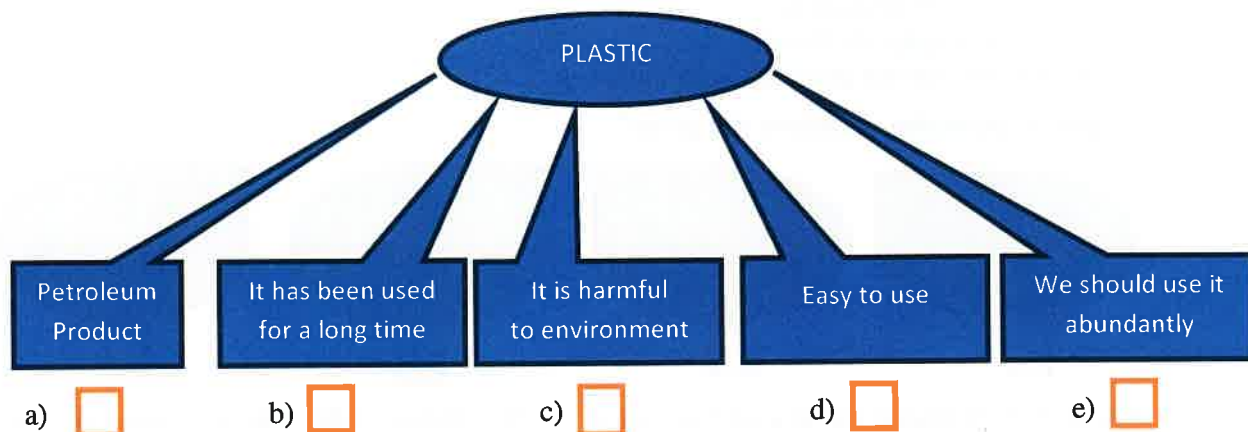 PLASTIC
Petroleum
Product
It has been used
for a long time
It is harmful
to environment
Easy to use
We should use it
abundantly
a)
b)
c)
d)
e)